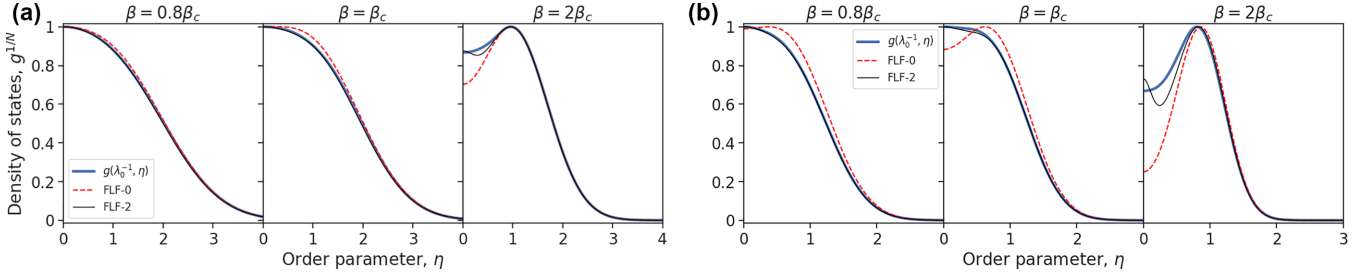 (a)
β = 0.8β_c
β = β_c
β = 2β_c
Density of states, g^{1/N}
1
0.8
0.6
0.4
0.2
0
g(λ_0^{-1}, η)
FLF-0
FLF-2
0 1 2 3 0 1 2 3 0 1 2 3 4
Order parameter, η
(b)
β = 0.8β_c
β = β_c
β = 2β_c
1
0.8
0.6
0.4
0.2
0
g(λ_0^{-1}, η)
FLF-0
FLF-2
0 1 2 0 1 2 0 1 2 3
Order parameter, η